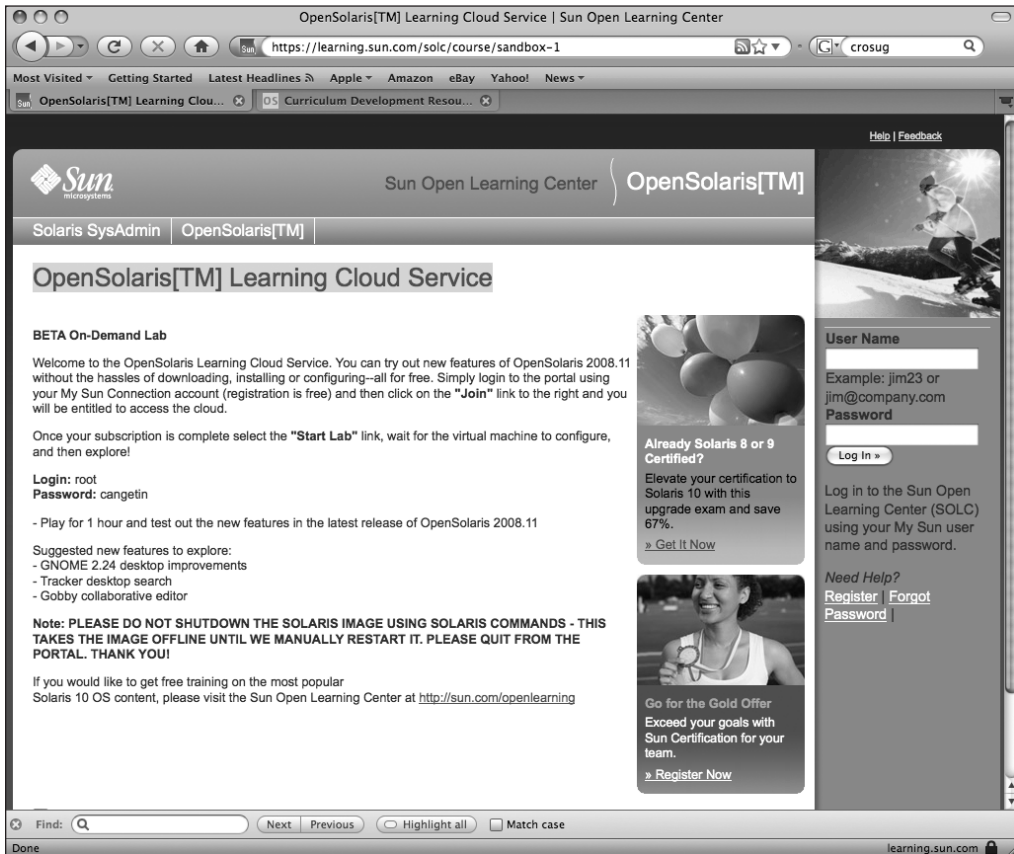 OpenSolaris[TM] Learning Cloud Service | Sun Open Learning Center
Sun
https://learning.sun.com/solc/course/sandbox-1
G
crosug
Most Visited
Getting Started
Latest Headlines
Apple
Amazon
eBay
Yahoo!
News
Sun
OpenSolaris[TM] Learning Clou...
OS
Curriculum Development Resou...
Help | Feedback
Sun
microsystems
Sun Open Learning Center
OpenSolaris[TM]
Solaris SysAdmin
OpenSolaris[TM]
OpenSolaris[TM] Learning Cloud Service
BETA On-Demand Lab
Welcome to the OpenSolaris Learning Cloud Service. You can try out new features of OpenSolaris 2008.11
without the hassles of downloading, installing or configuring--all for free. Simply login to the portal using
your My Sun Connection account (registration is free) and then click on the "Join" link to the right and you
will be entitled to access the cloud.
Once your subscription is complete select the "Start Lab" link, wait for the virtual machine to configure,
and then explore!
Login: root
Password: cangetin
- Play for 1 hour and test out the new features in the latest release of OpenSolaris 2008.11
Suggested new features to explore:
- GNOME 2.24 desktop improvements
- Tracker desktop search
- Gobby collaborative editor
Note: PLEASE DO NOT SHUTDOWN THE SOLARIS IMAGE USING SOLARIS COMMANDS - THIS
TAKES THE IMAGE OFFLINE UNTIL WE MANUALLY RESTART IT. PLEASE QUIT FROM THE
PORTAL. THANK YOU!
If you would like to get free training on the most popular
Solaris 10 OS content, please visit the Sun Open Learning Center at http://sun.com/openlearning
Already Solaris 8 or 9
Certified?
Elevate your certification to
Solaris 10 with this
upgrade exam and save
67%.
» Get It Now
Go for the Gold Offer
Exceed your goals with
Sun Certification for your
team.
» Register Now
User Name
Example: jim23 or
jim@company.com
Password
Log In »
Log in to the Sun Open
Learning Center (SOLC)
using your My Sun user
name and password.
Need Help?
Register | Forgot
Password |
Find:
Next
Previous
Highlight all
Match case
Done
learning.sun.com